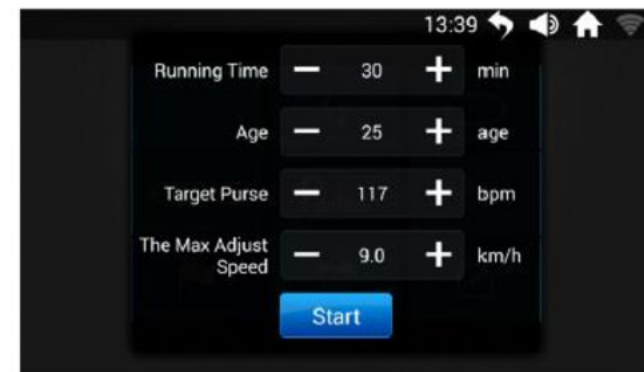 13:39
Running Time — 30 + min
Age — 25 + age
Target Purse — 117 + bpm
The Max Adjust
Speed — 9.0 + km/h
Start